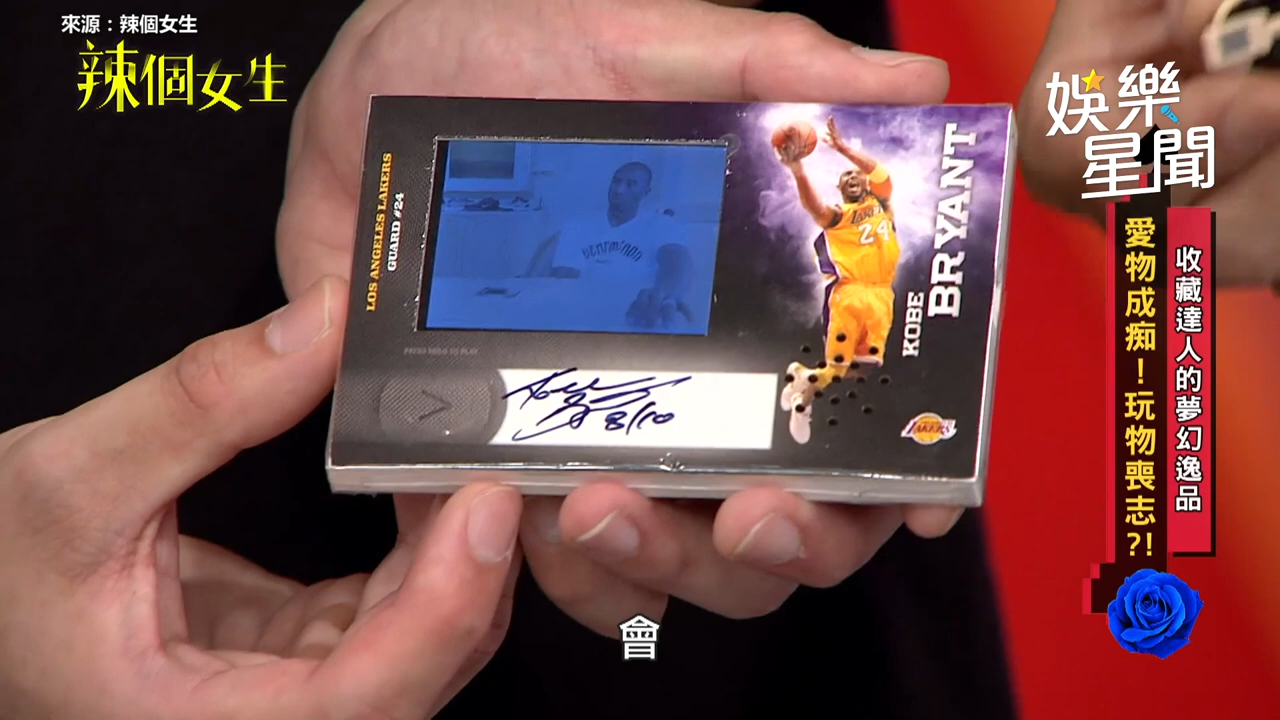 來源：辣個女生
辣個女生
娛樂
星聞
收藏達人的夢幻逸品
愛物成痴！玩物喪志?!
LOS ANGELES LAKERS
GUARD #24
KOBE
BRYANT
24
LAKERS
8/10
會